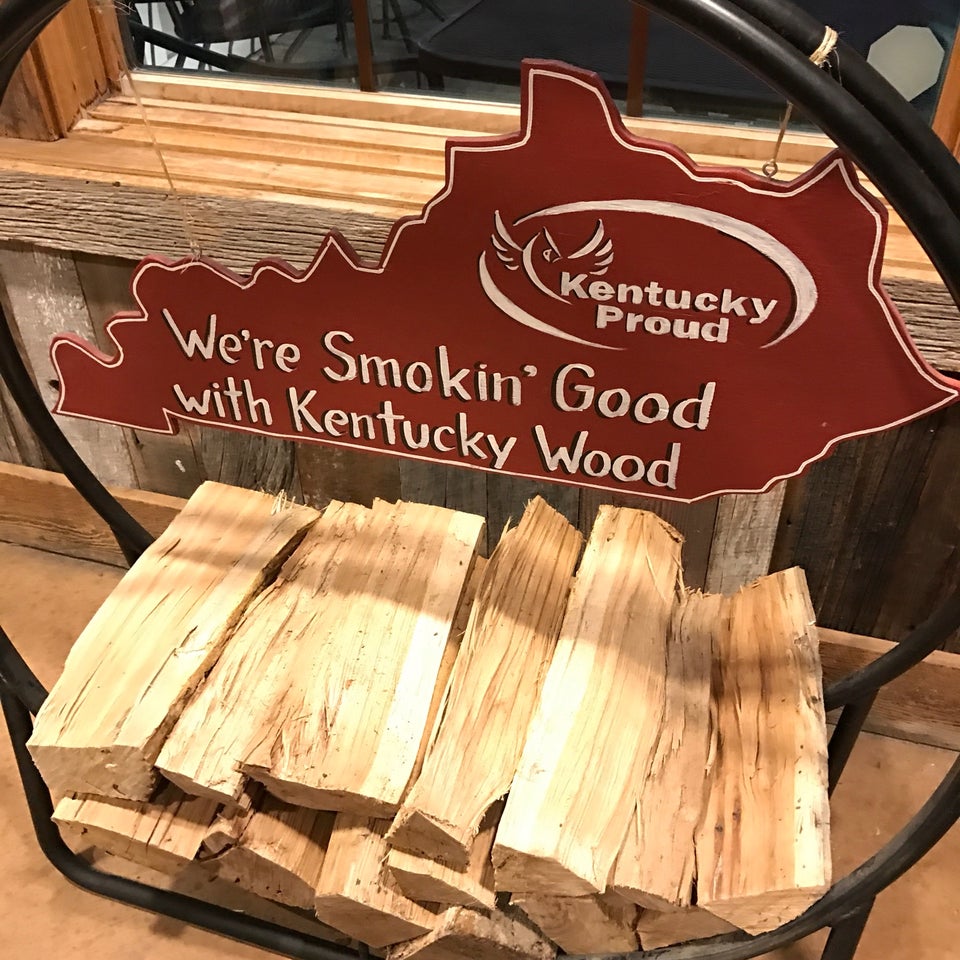 Kentucky
Proud
We're Smokin' Good
with Kentucky Wood